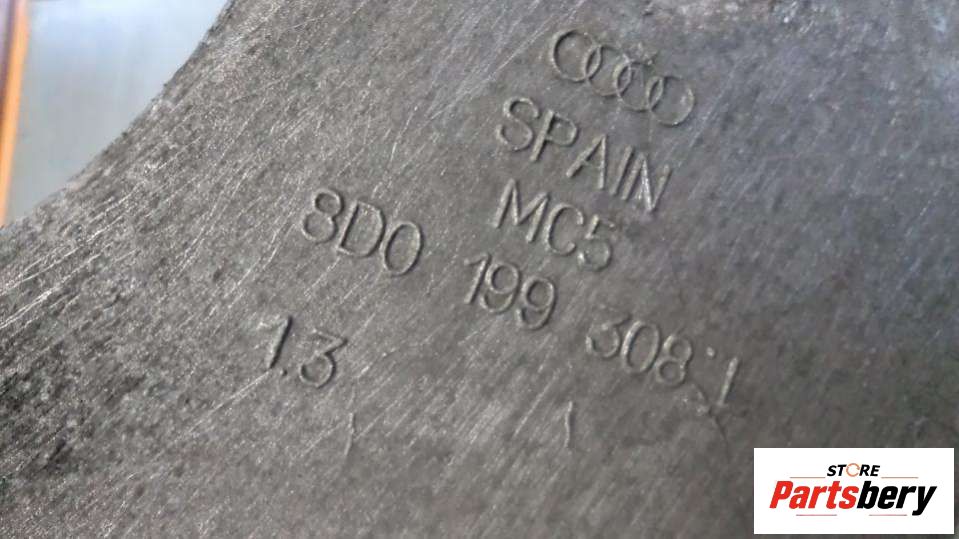 SPAIN
MC5
8D0 199 308
1.3
STORE
Partsbery